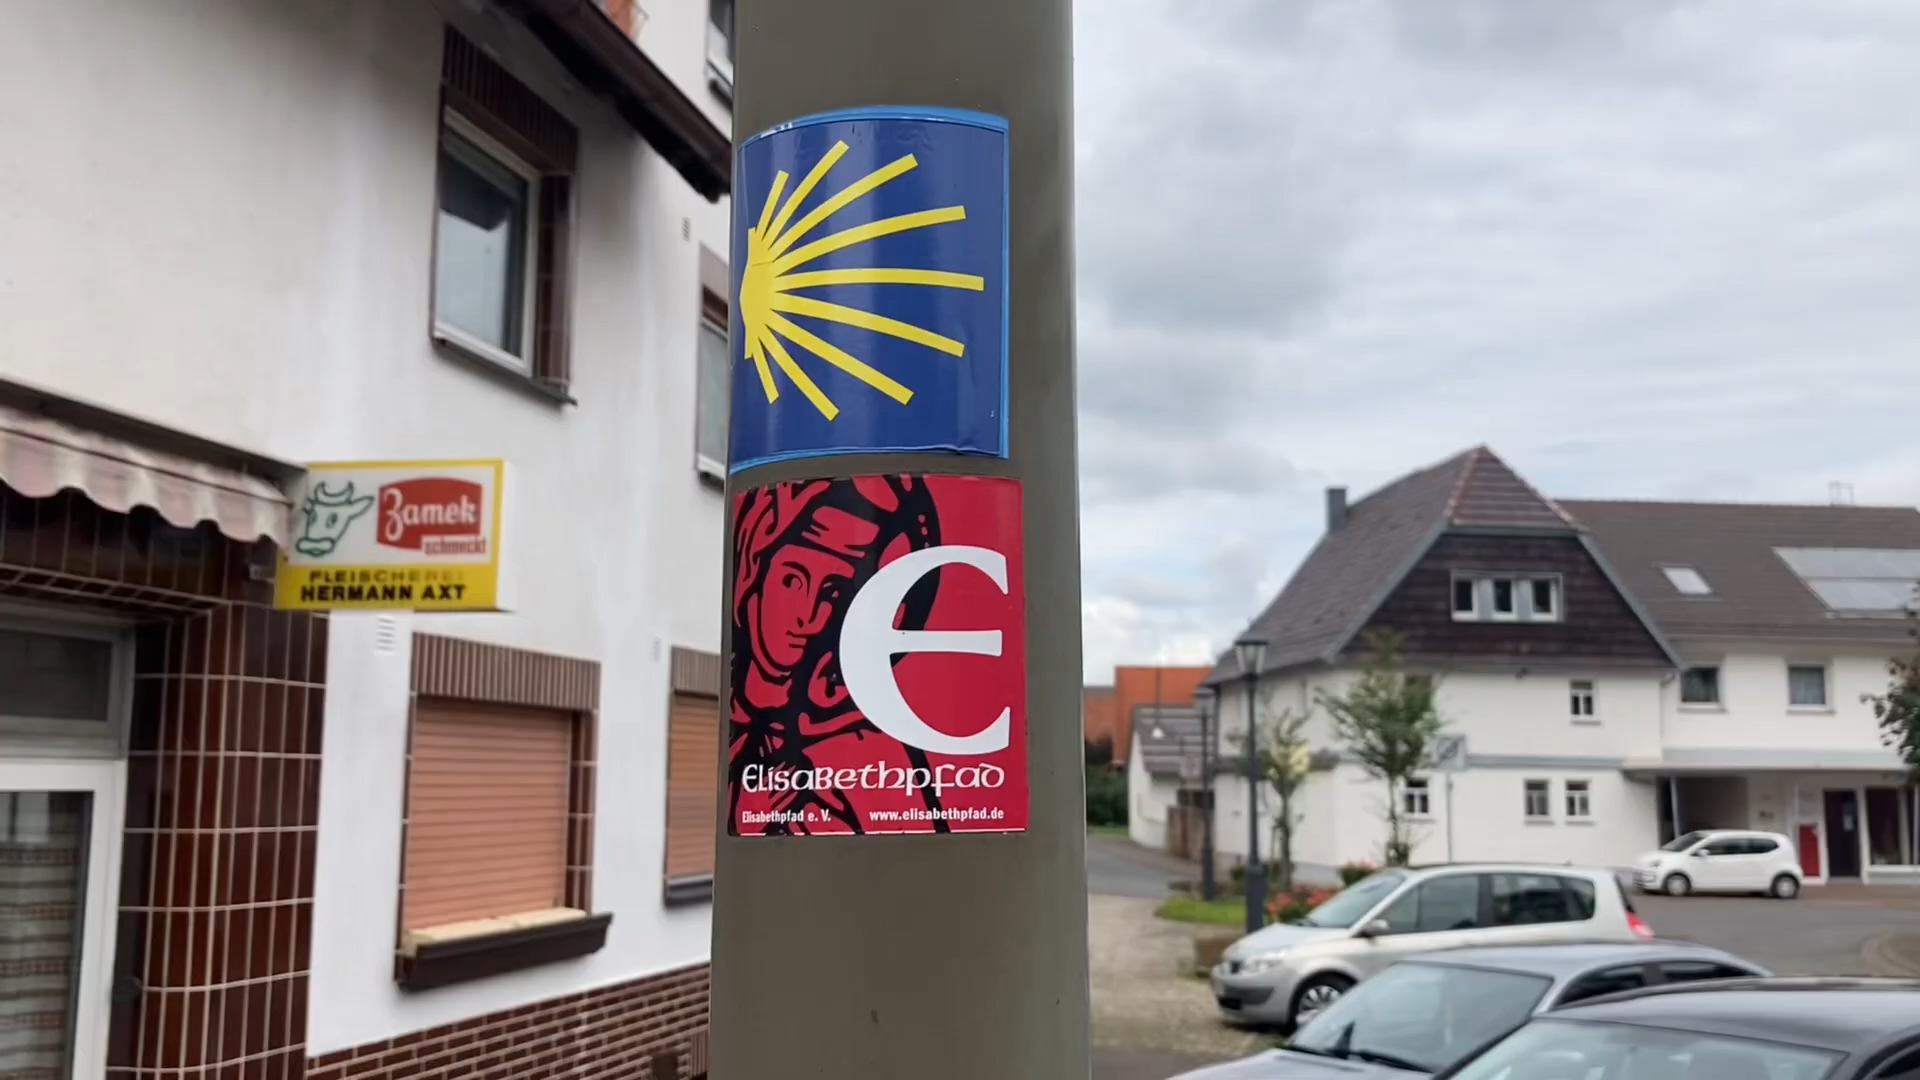 Zamek
schmeckt
FLEISCHEREI
HERMANN AXT
E
Elisabethpfad
Elisabethpfad e. V. www.elisabethpfad.de